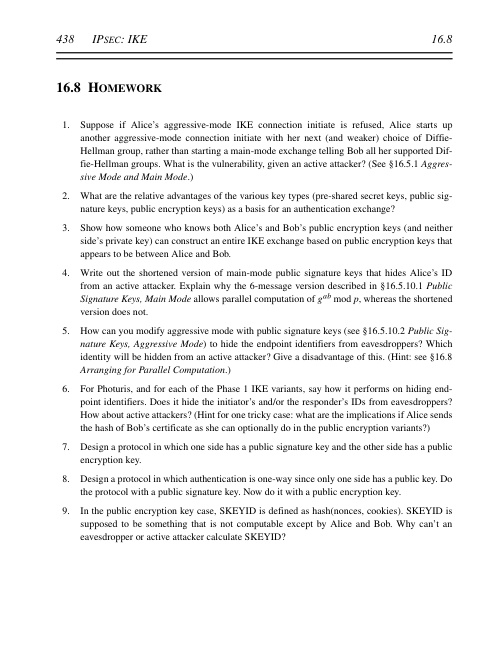 438 IPSEC: IKE 16.8
16.8 HOMEWORK
1. Suppose if Alice's aggressive-mode IKE connection initiate is refused, Alice starts up
another aggressive-mode connection initiate with her next (and weaker) choice of Diffie-
Hellman group, rather than starting a main-mode exchange telling Bob all her supported Dif-
fie-Hellman groups. What is the vulnerability, given an active attacker? (See §16.5.1 Aggres-
sive Mode and Main Mode.)
2. What are the relative advantages of the various key types (pre-shared secret keys, public sig-
nature keys, public encryption keys) as a basis for an authentication exchange?
3. Show how someone who knows both Alice's and Bob's public encryption keys (and neither
side's private key) can construct an entire IKE exchange based on public encryption keys that
appears to be between Alice and Bob.
4. Write out the shortened version of main-mode public signature keys that hides Alice's ID
from an active attacker. Explain why the 6-message version described in §16.5.10.1 Public
Signature Keys, Main Mode allows parallel computation of g^ab mod p, whereas the shortened
version does not.
5. How can you modify aggressive mode with public signature keys (see §16.5.10.2 Public Sig-
nature Keys, Aggressive Mode) to hide the endpoint identifiers from eavesdroppers? Which
identity will be hidden from an active attacker? Give a disadvantage of this. (Hint: see §16.8
Arranging for Parallel Computation.)
6. For Photuris, and for each of the Phase 1 IKE variants, say how it performs on hiding end-
point identifiers. Does it hide the initiator's and/or the responder's IDs from eavesdroppers?
How about active attackers? (Hint for one tricky case: what are the implications if Alice sends
the hash of Bob's certificate as she can optionally do in the public encryption variants?)
7. Design a protocol in which one side has a public signature key and the other side has a public
encryption key.
8. Design a protocol in which authentication is one-way since only one side has a public key. Do
the protocol with a public signature key. Now do it with a public encryption key.
9. In the public encryption key case, SKEYID is defined as hash(nonces, cookies). SKEYID is
supposed to be something that is not computable except by Alice and Bob. Why can't an
eavesdropper or active attacker calculate SKEYID?